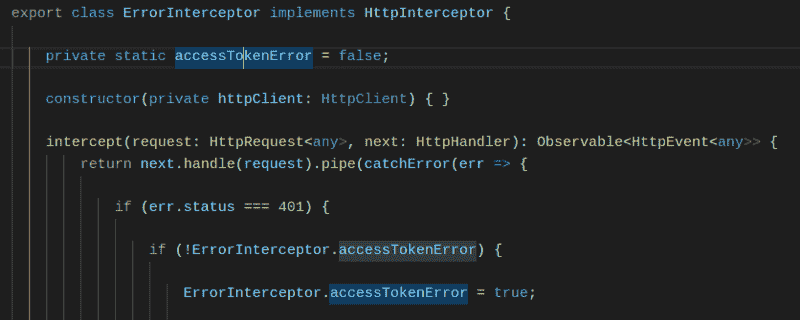 export class ErrorInterceptor implements HttpInterceptor {
private static accessTokenError = false;
constructor(private httpClient: HttpClient) { }
intercept(request: HttpRequest<any>, next: HttpHandler): Observable<HttpEvent<any>> {
return next.handle(request).pipe(catchError(err => {
if (err.status === 401) {
if (!ErrorInterceptor.accessTokenError) {
ErrorInterceptor.accessTokenError = true;